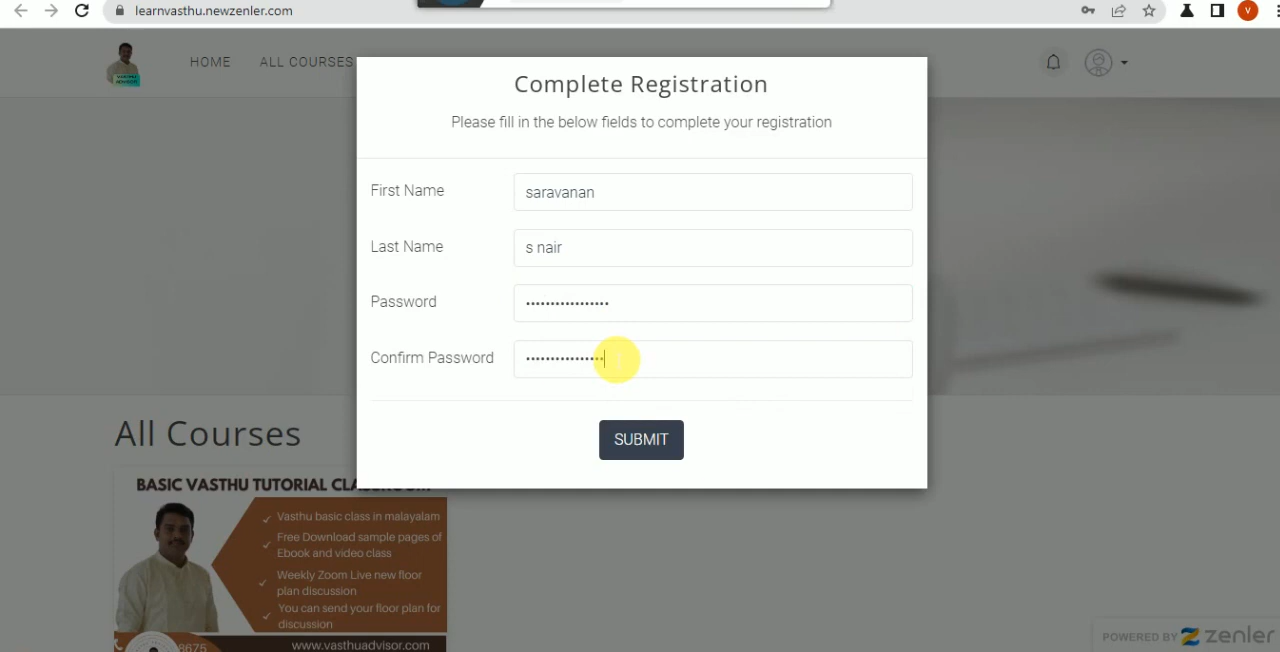 learnvasthu.newzenler.com
V
HOME ALL COURSES
Complete Registration
Please fill in the below fields to complete your registration
First Name saravanan
Last Name s nair
Password •••••••••••••••••
Confirm Password ••••••••••••••••
SUBMIT
All Courses
BASIC VASTHU TUTORIAL
Vasthu basic class in malayalam
Free Download sample pages of
Ebook and video class
Weekly Zoom Live new floor
plan discussion
You can send your floor plan for
discussion
8675 www.vasthuadvisor.com
POWERED BY zenler